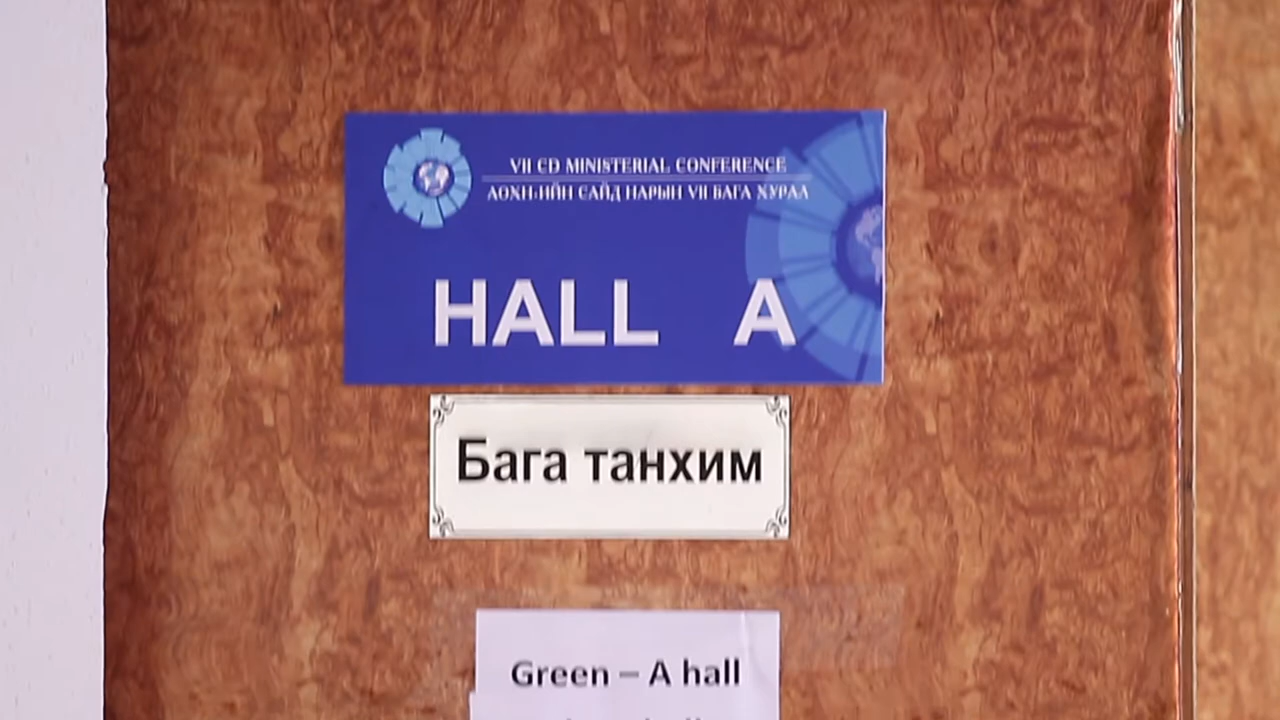 VII CD MINISTERIAL CONFERENCE
АОХН-ИЙН САЙД НАРЫН VII БАГА ХУРАЛ
HALL A
Бага танхим
Green – A hall